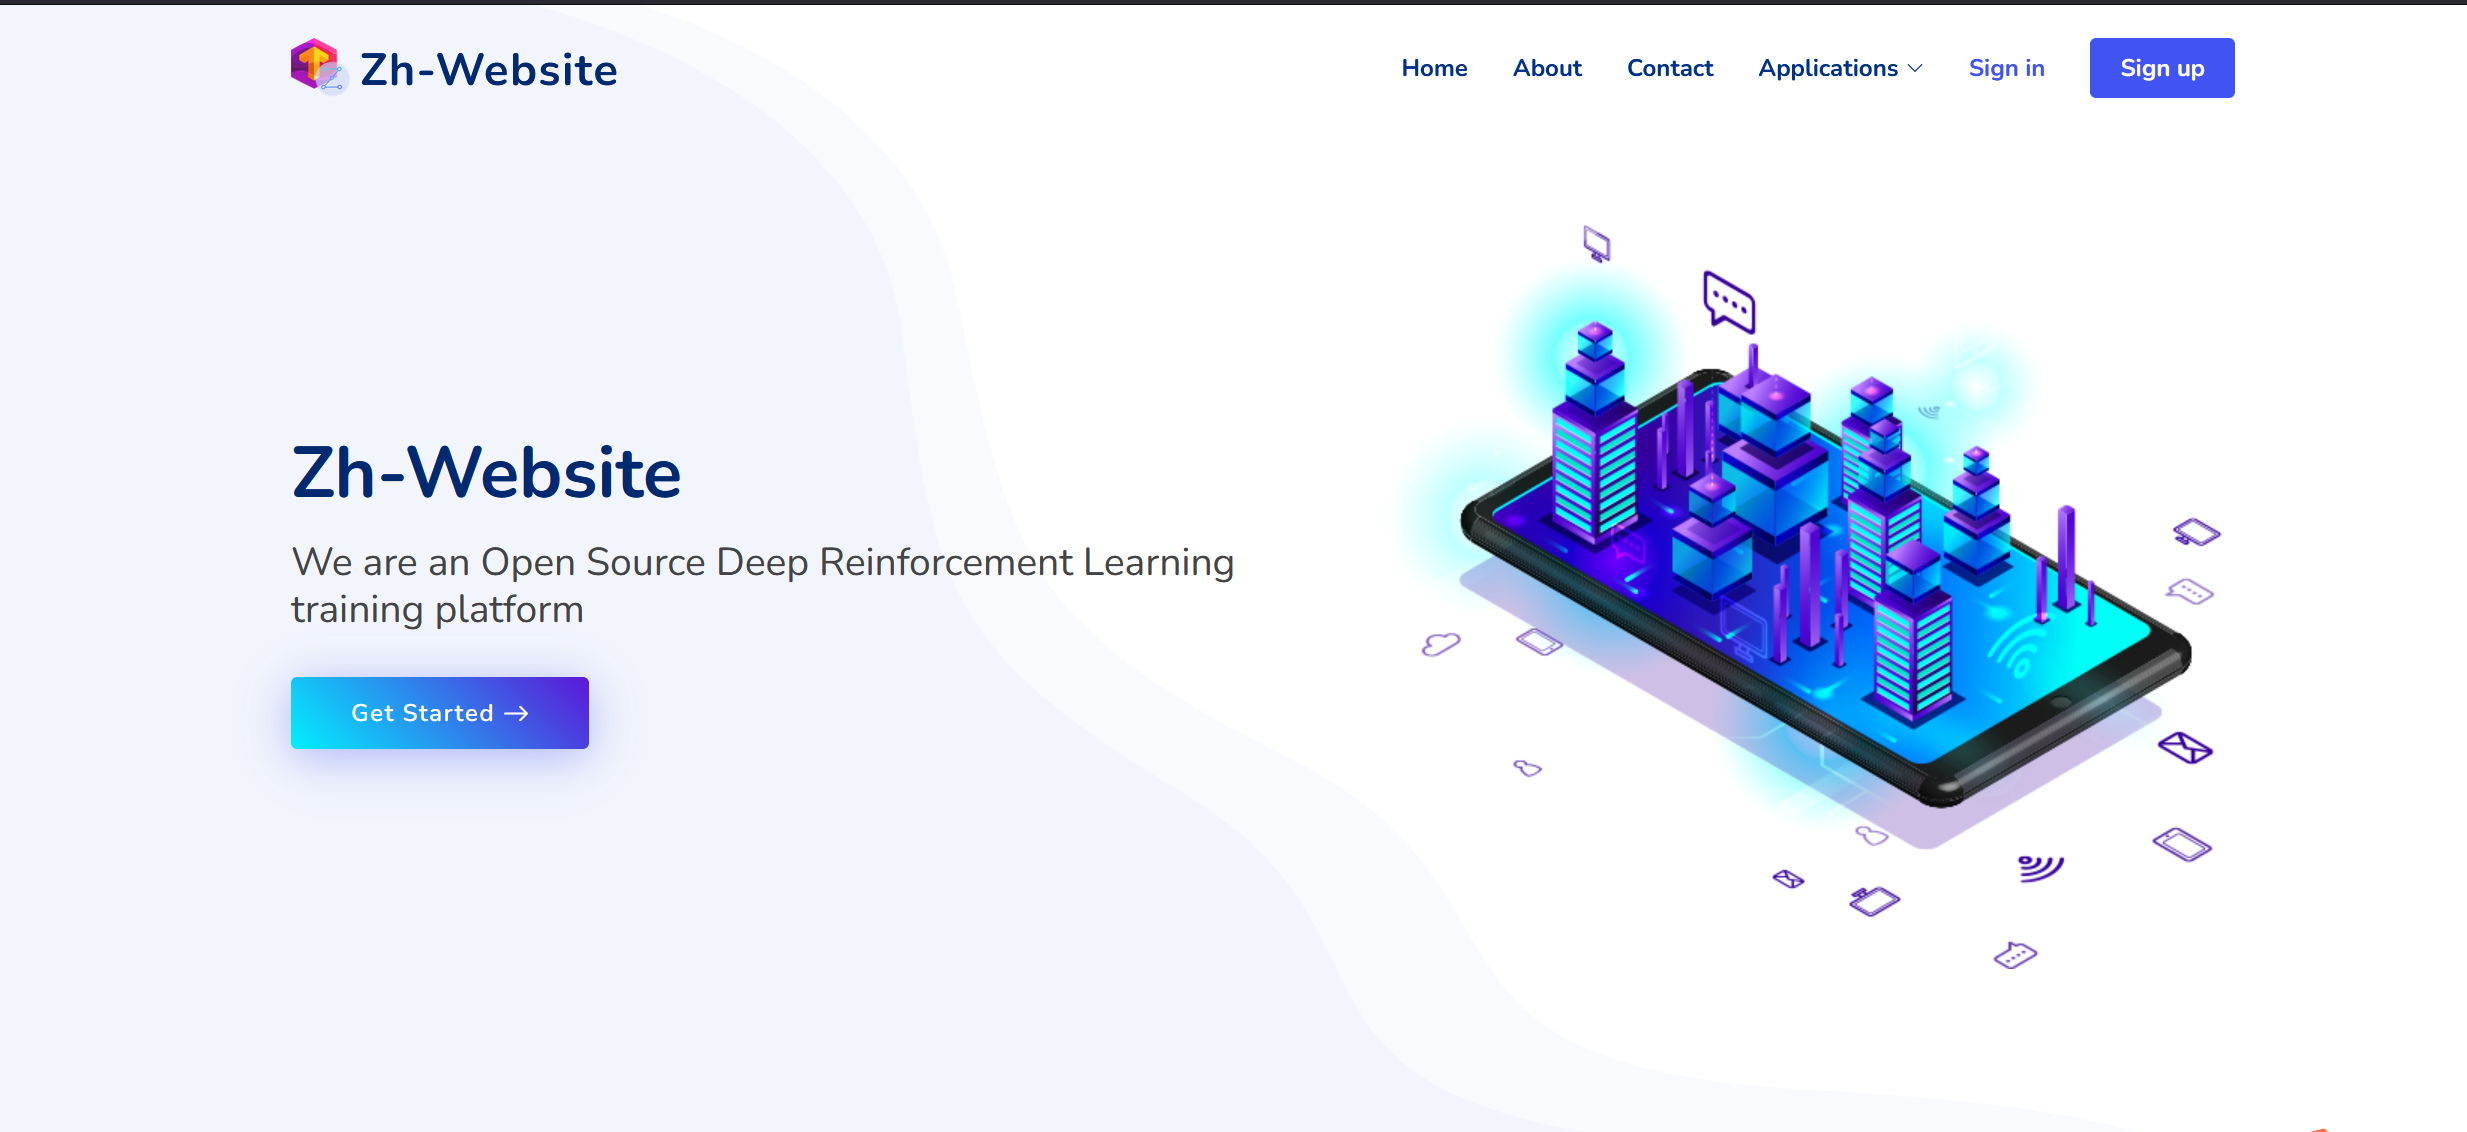 Zh-Website
Home About Contact Applications Sign in Sign up
Zh-Website
We are an Open Source Deep Reinforcement Learning
training platform
Get Started →